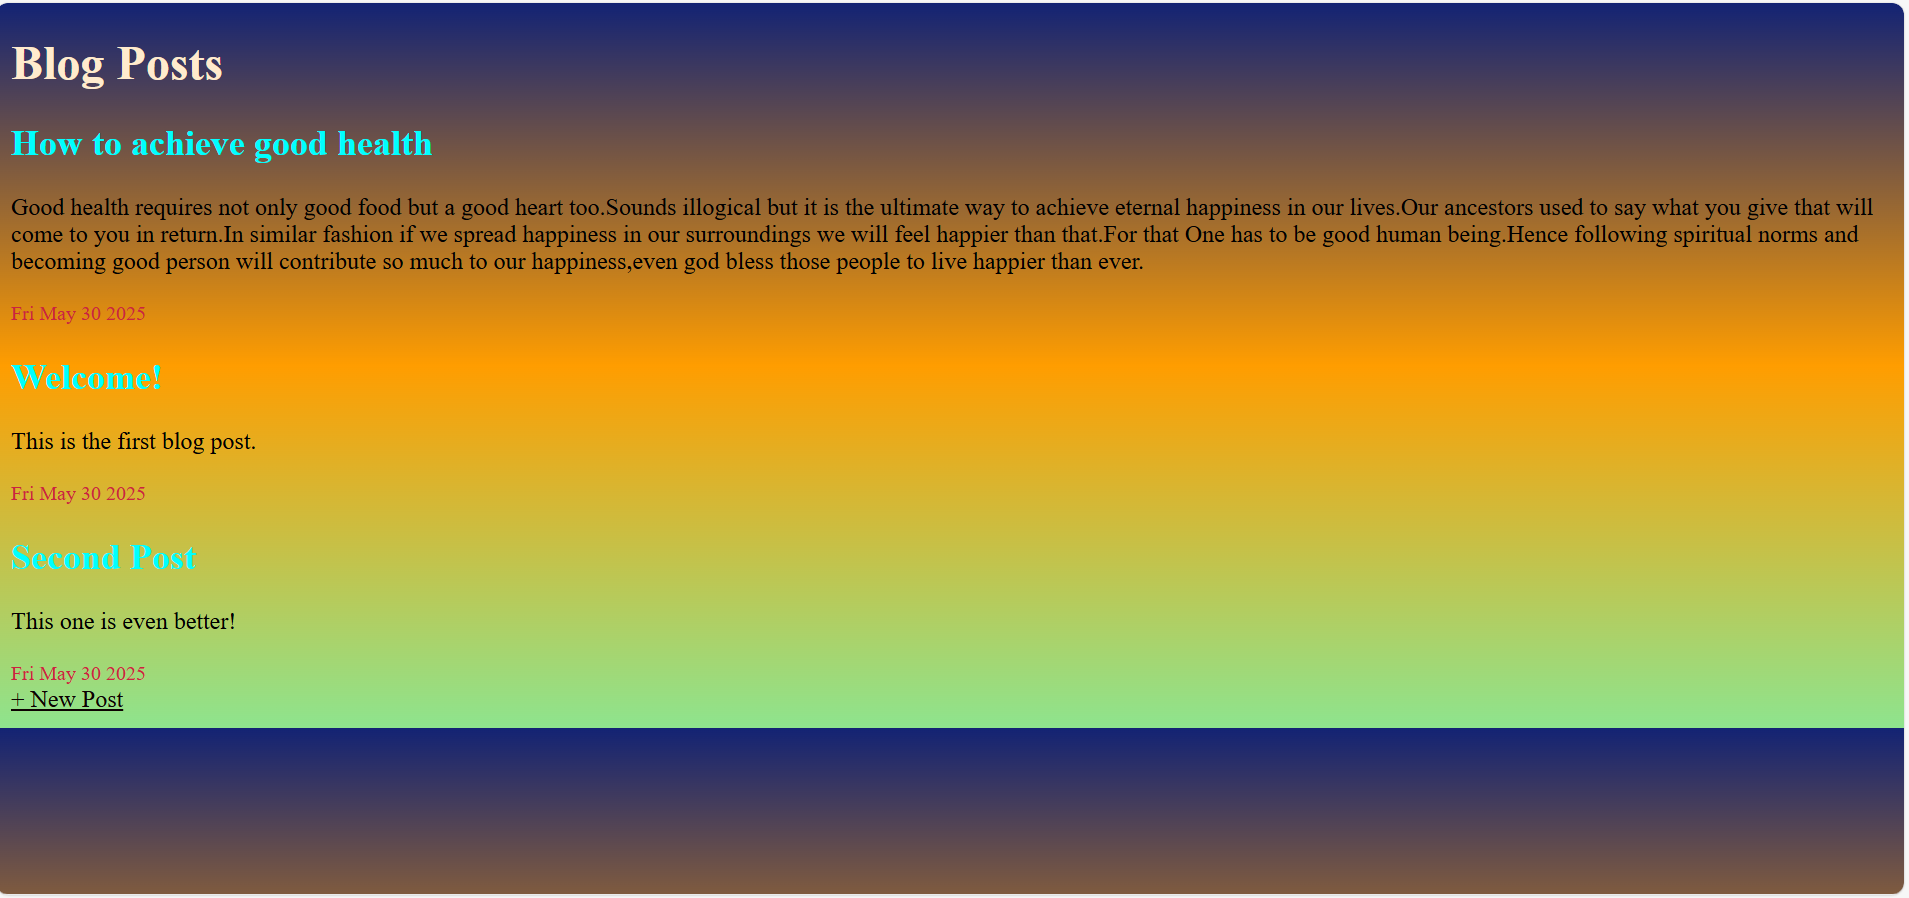 Blog Posts
How to achieve good health
Good health requires not only good food but a good heart too.Sounds illogical but it is the ultimate way to achieve eternal happiness in our lives.Our ancestors used to say what you give that will
come to you in return.In similar fashion if we spread happiness in our surroundings we will feel happier than that.For that One has to be good human being.Hence following spiritual norms and
becoming good person will contribute so much to our happiness,even god bless those people to live happier than ever.
Fri May 30 2025
Welcome!
This is the first blog post.
Fri May 30 2025
Second Post
This one is even better!
Fri May 30 2025
+ New Post